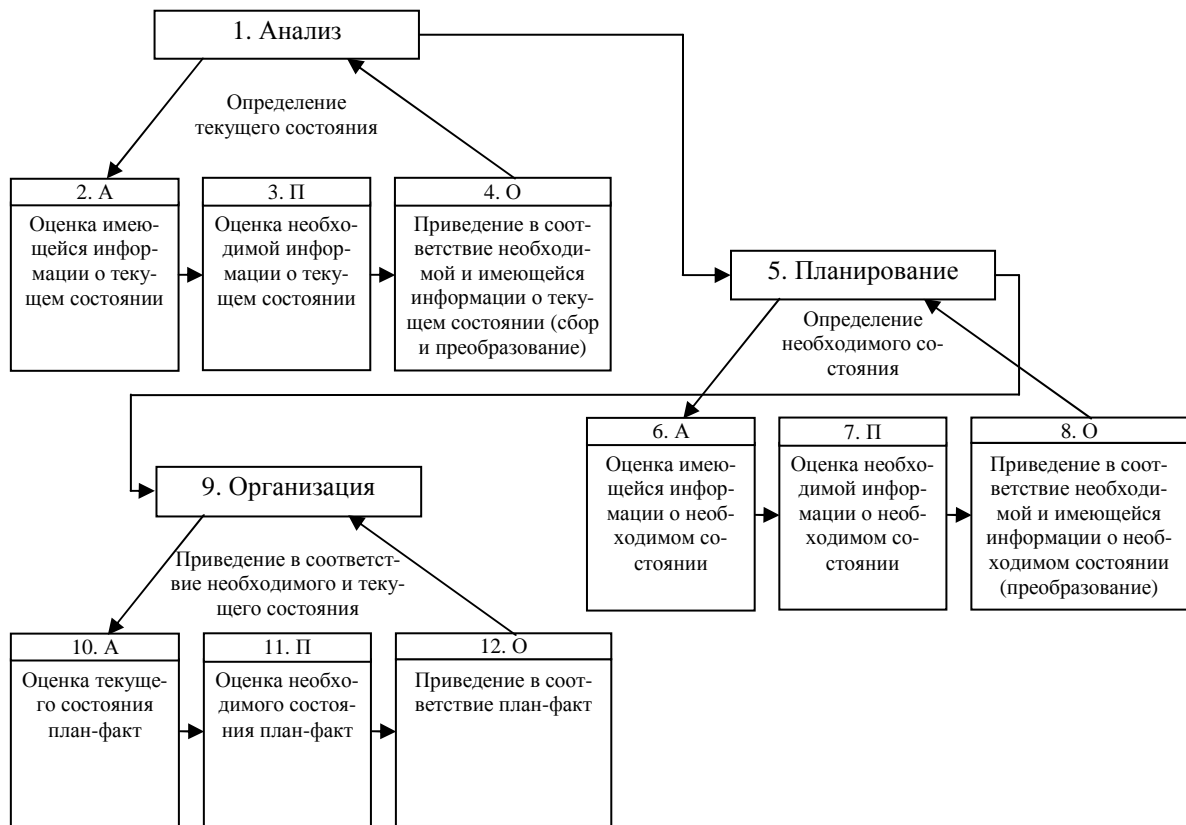 1. Анализ
Определение
текущего состояния
2. А
Оценка имею-
щейся инфор-
мации о теку-
щем состоянии
3. П
Оценка необхо-
димой инфор-
мации о теку-
щем состоянии
4. О
Приведение в соот-
ветствие необходи-
мой и имеющейся
информации о теку-
щем состоянии (сбор
и преобразование)
5. Планирование
Определение
необходимого со-
стояния
6. А
Оценка имею-
щейся инфор-
мации о необ-
ходимом со-
стоянии
7. П
Оценка необхо-
димой инфор-
мации о необ-
ходимом со-
стоянии
8. О
Приведение в соот-
ветствие необходи-
мой и имеющейся
информации о необ-
ходимом состоянии
(преобразование)
9. Организация
Приведение в соответст-
вие необходимого и теку-
щего состояния
10. А
Оценка текуще-
го состояния
план-факт
11. П
Оценка необхо-
димого состоя-
ния план-факт
12. О
Приведение в соот-
ветствие план-факт